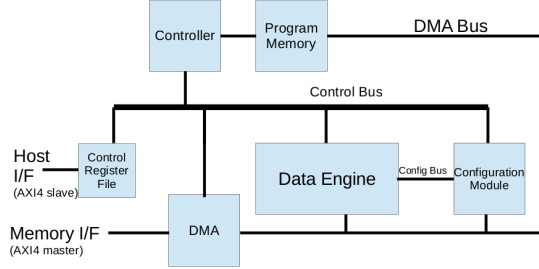 Controller
Program
Memory
DMA Bus
Control Bus
Host
I/F
(AXI4 slave)
Control
Register
File
Data Engine
Config Bus
Configuration
Module
Memory I/F
(AXI4 master)
DMA